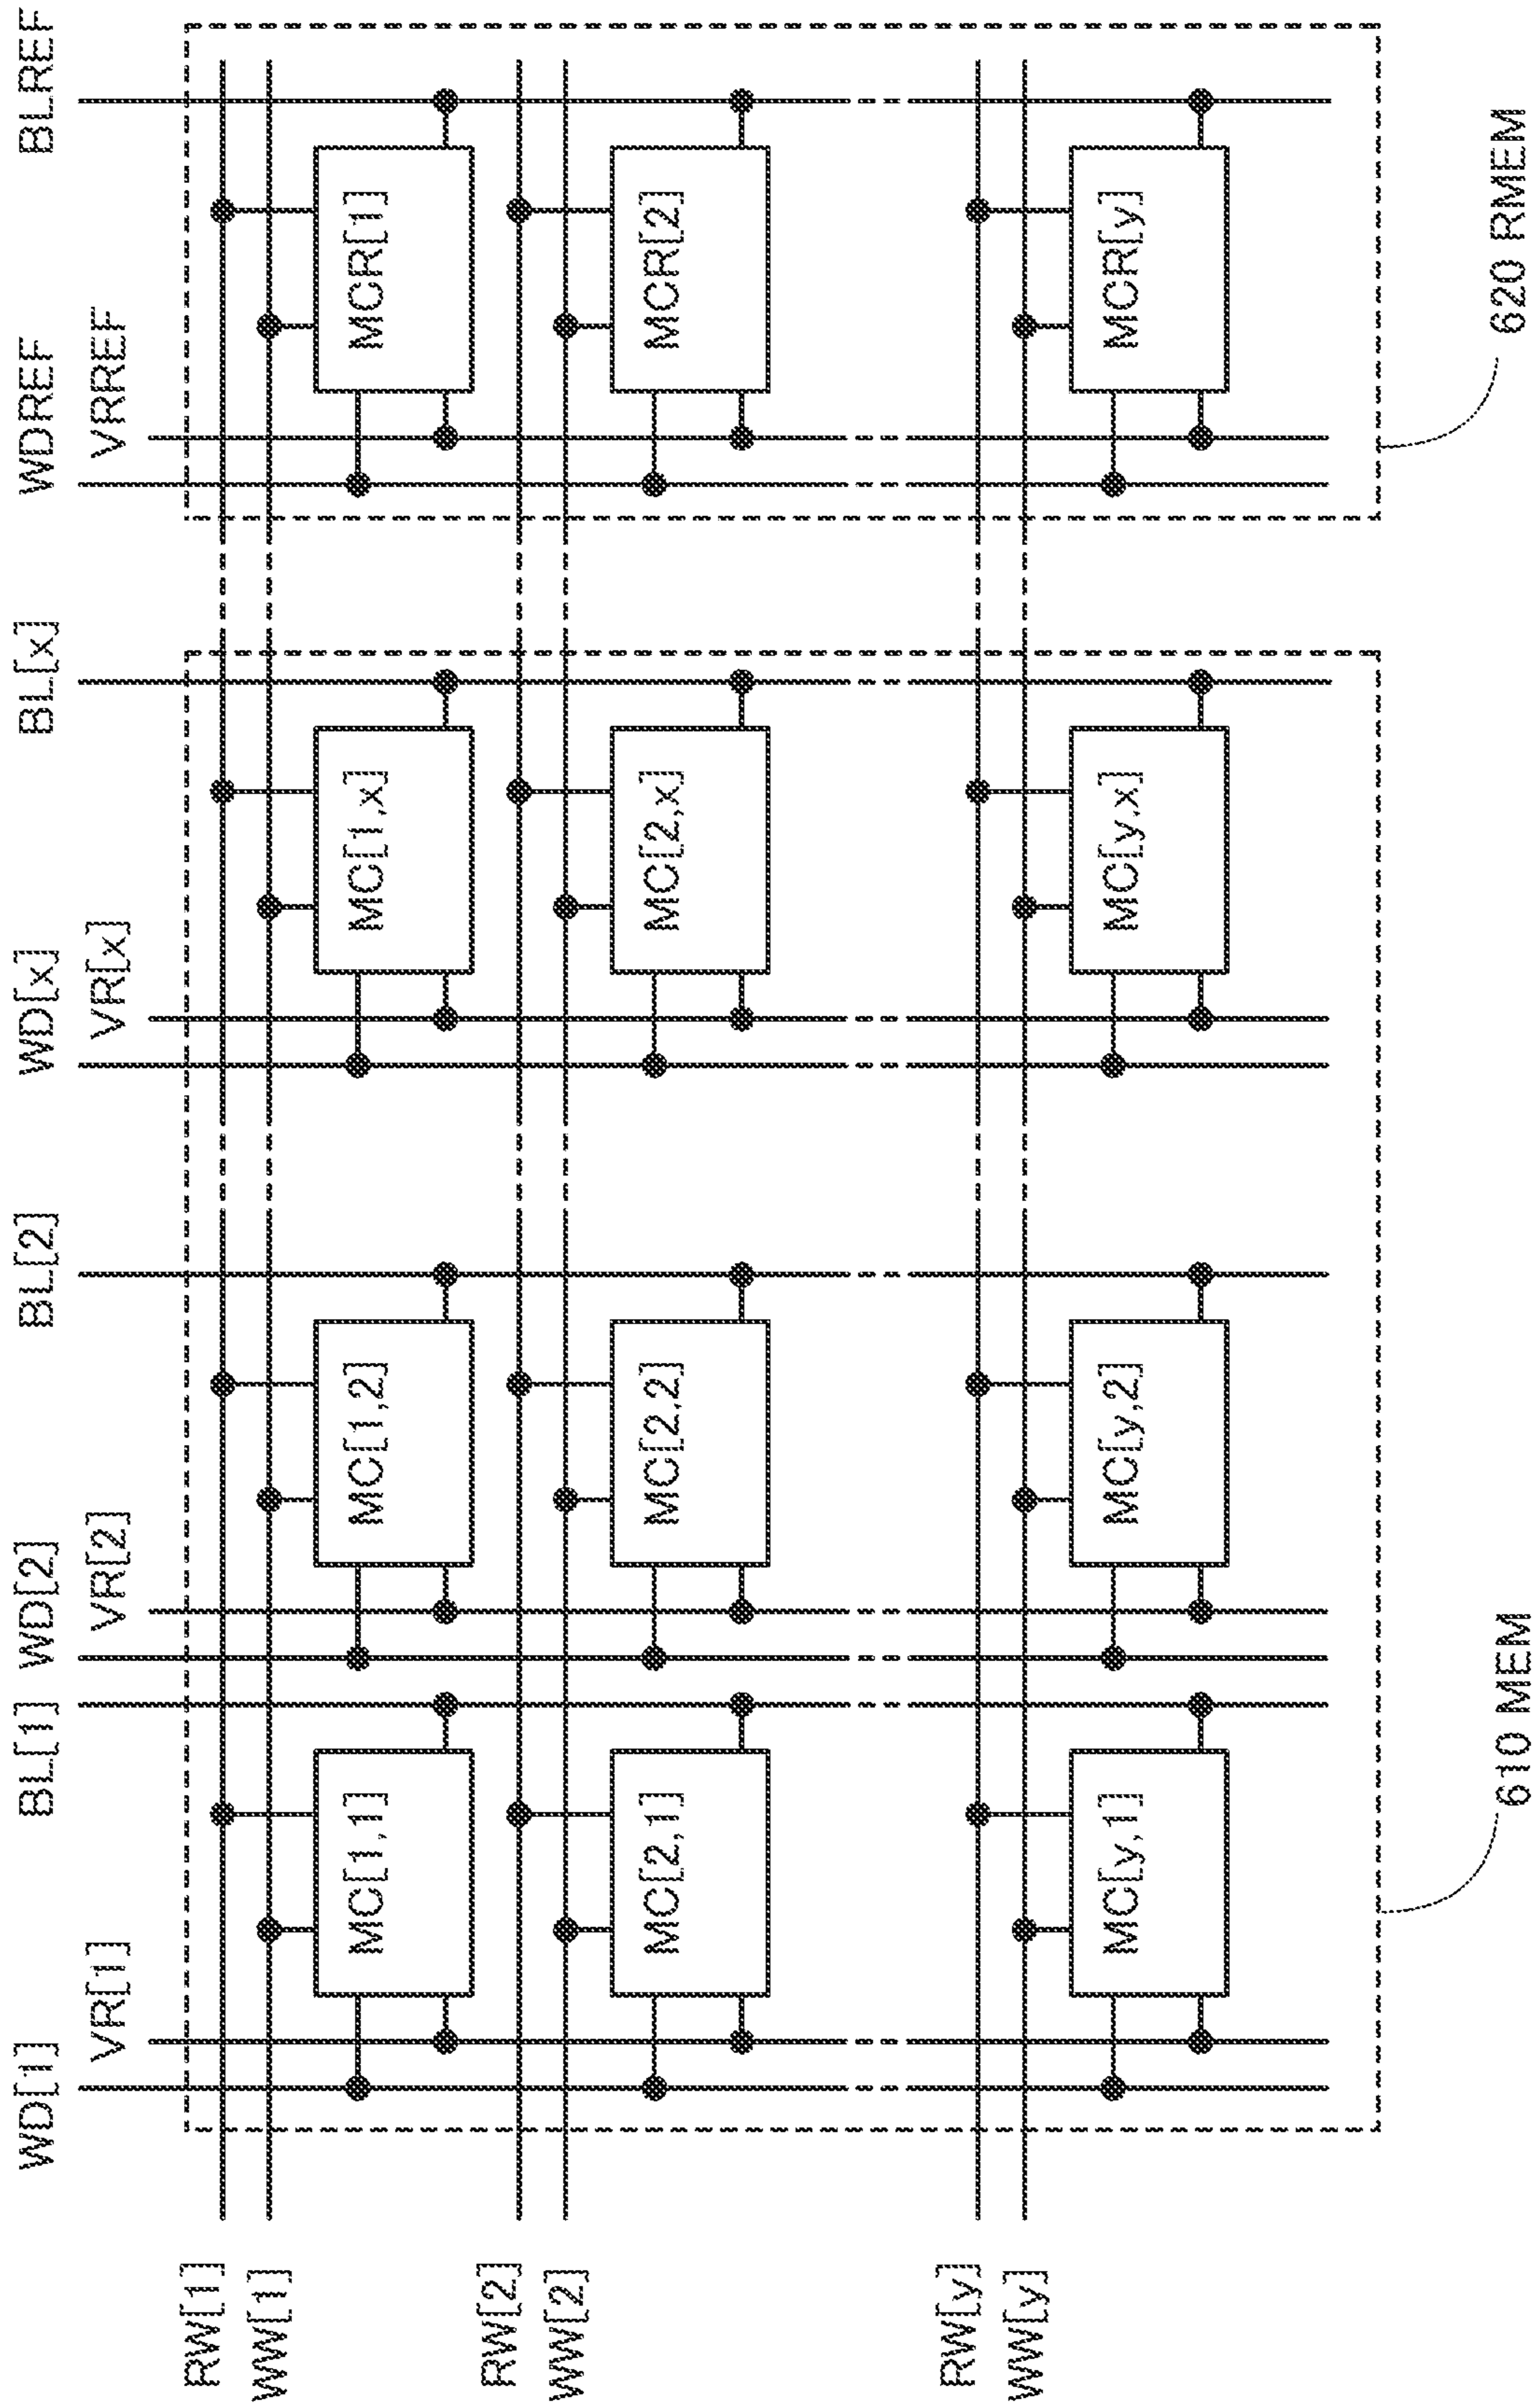 WD[1] BL[1] WD[2] BL[2] WD[x] BL[x] WDREF BLREF
VR[1] VR[2] VR[x] VRREF
RW[1]
WW[1]
MC[1,1] MC[1,2] MC[1,x] MCR[1]
RW[2]
WW[2]
MC[2,1] MC[2,2] MC[2,x] MCR[2]
RW[y]
WW[y]
MC[y,1] MC[y,2] MC[y,x] MCR[y]
610 MEM 620 RMEM